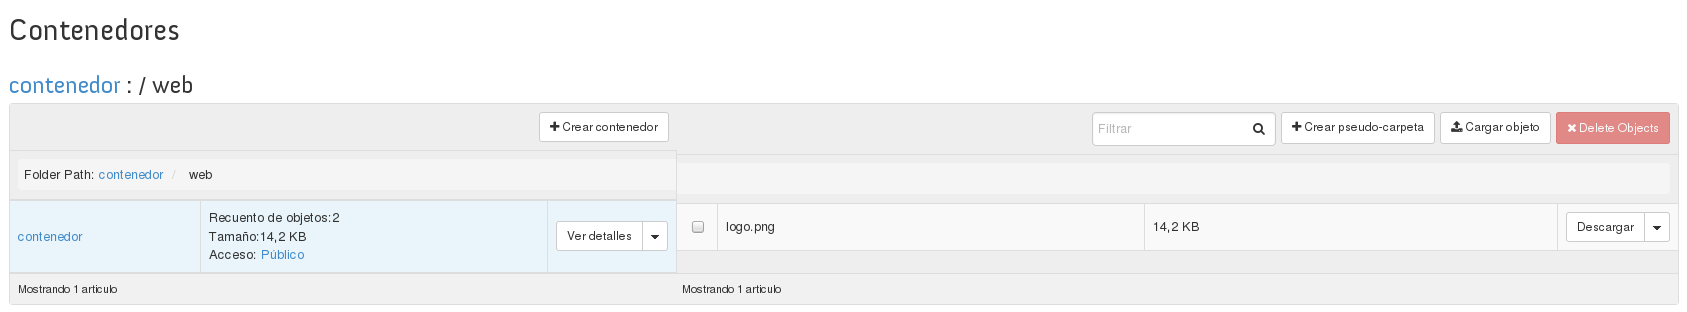 Contenedores
contenedor : / web
Crear contenedor
Filtrar
Crear pseudo-carpeta
Cargar objeto
Delete Objects
Folder Path: contenedor / web
contenedor
Recuento de objetos:2
Tamaño:14,2 KB
Acceso: Público
Ver detalles
logo.png
14,2 KB
Descargar
Mostrando 1 articulo
Mostrando 1 articulo